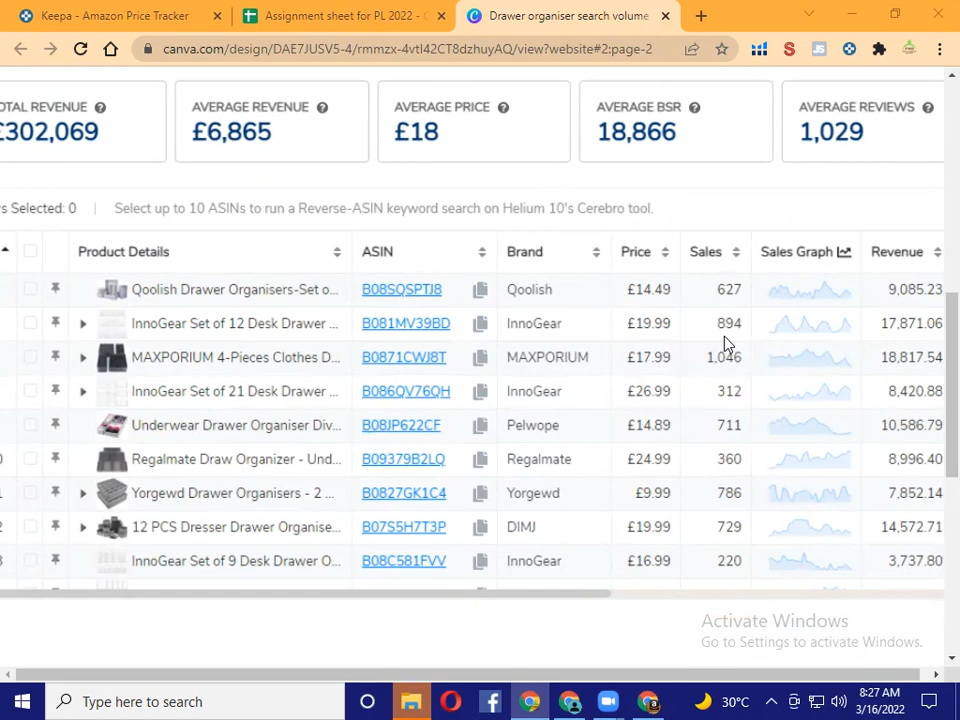 Keepa - Amazon Price Tracker
Assignment sheet for PL 2022 -
Drawer organiser search volume
canva.com/design/DAE7JUSV5-4/rmmzx-4vtI42CT8dzhuyAQ/view?website#2:page-2
OTAL REVENUE
£302,069
AVERAGE REVENUE
£6,865
AVERAGE PRICE
£18
AVERAGE BSR
18,866
AVERAGE REVIEWS
1,029
s Selected: 0 | Select up to 10 ASINs to run a Reverse-ASIN keyword search on Helium 10's Cerebro tool.
Product Details ASIN Brand Price Sales Sales Graph Revenue
Qoolish Drawer Organisers-Set o... B08SQSPTJ8 Qoolish £14.49 627 9,085.23
InnoGear Set of 12 Desk Drawer ... B081MV39BD InnoGear £19.99 894 17,871.06
MAXPORIUM 4-Pieces Clothes D... B0871CWJ8T MAXPORIUM £17.99 1,046 18,817.54
InnoGear Set of 21 Desk Drawer ... B086QV76QH InnoGear £26.99 312 8,420.88
Underwear Drawer Organiser Div... B08JP622CF Pelwope £14.89 711 10,586.79
0 Regalmate Draw Organizer - Und... B09379B2LQ Regalmate £24.99 360 8,996.40
1 Yorgewd Drawer Organisers - 2 ... B0827GK1C4 Yorgewd £9.99 786 7,852.14
2 12 PCS Dresser Drawer Organise... B07S5H7T3P DIMJ £19.99 729 14,572.71
3 InnoGear Set of 9 Desk Drawer O... B08C581FVV InnoGear £16.99 220 3,737.80
Activate Windows
Go to Settings to activate Windows.
Type here to search
30°C
8:27 AM
3/16/2022